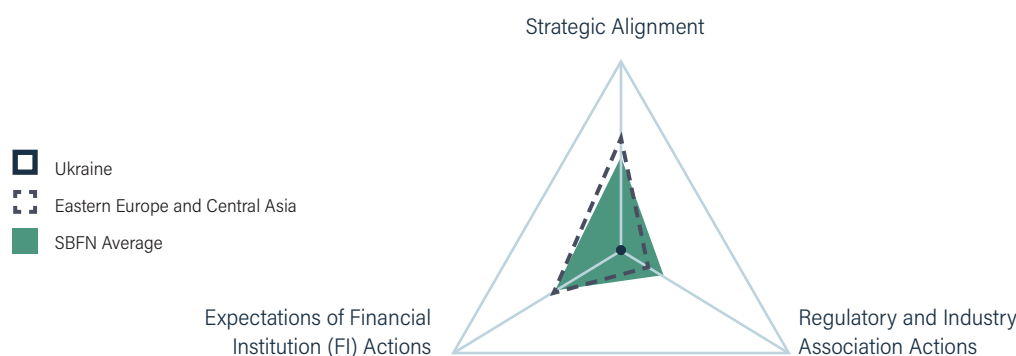 Strategic Alignment
Ukraine
Eastern Europe and Central Asia
SBFN Average
Expectations of Financial
Institution (FI) Actions
Regulatory and Industry
Association Actions